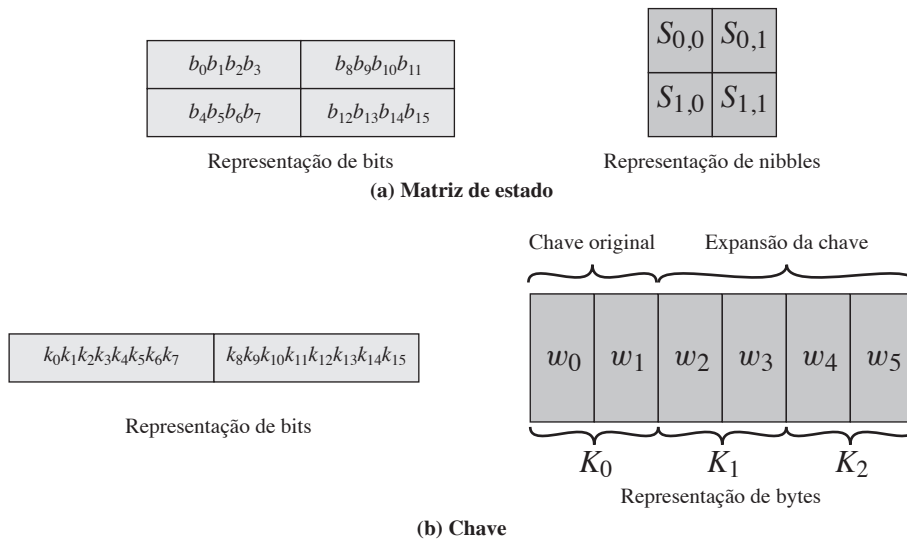 b0b1b2b3 b8b9b10b11
b4b5b6b7 b12b13b14b15
Representação de bits
S0,0 S0,1
S1,0 S1,1
Representação de nibbles
(a) Matriz de estado
Chave original Expansão da chave
k0k1k2k3k4k5k6k7 k8k9k10k11k12k13k14k15
Representação de bits
w0 w1 w2 w3 w4 w5
K0 K1 K2
Representação de bytes
(b) Chave